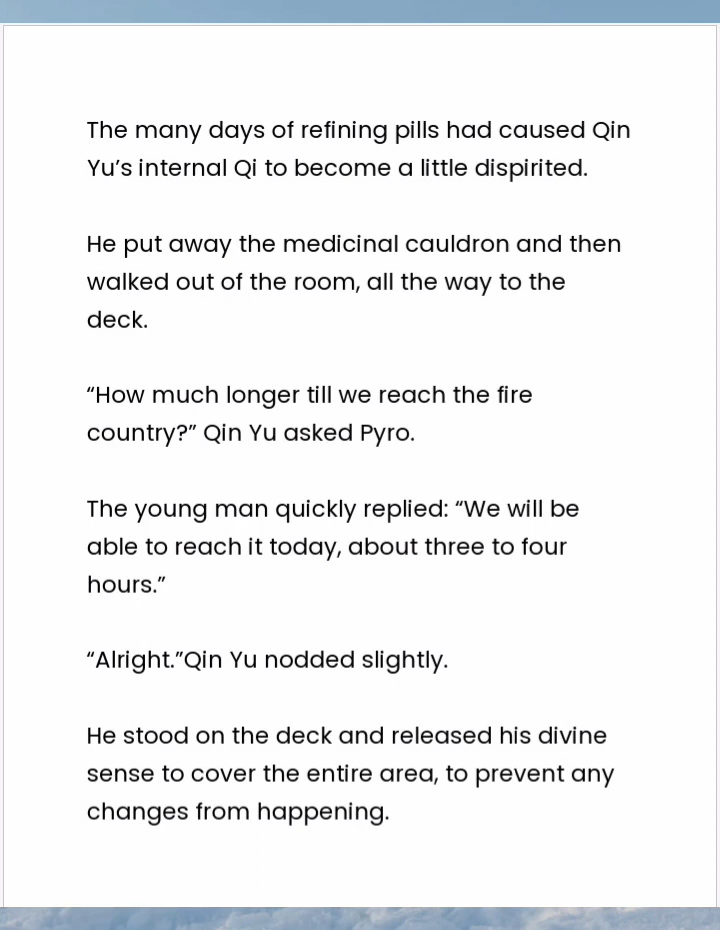 The many days of refining pills had caused Qin
Yu’s internal Qi to become a little dispirited.
He put away the medicinal cauldron and then
walked out of the room, all the way to the
deck.
“How much longer till we reach the fire
country?” Qin Yu asked Pyro.
The young man quickly replied: “We will be
able to reach it today, about three to four
hours.”
“Alright.”Qin Yu nodded slightly.
He stood on the deck and released his divine
sense to cover the entire area, to prevent any
changes from happening.